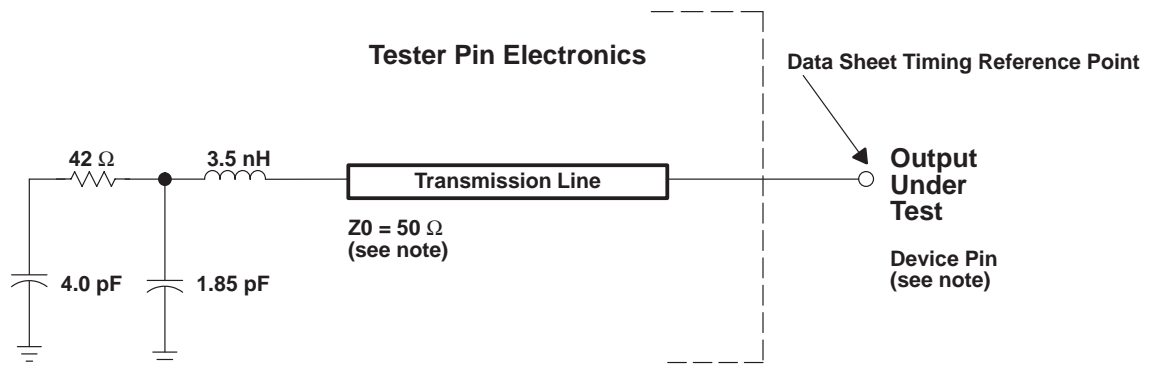 Tester Pin Electronics
Data Sheet Timing Reference Point
42 Ω
3.5 nH
Transmission Line
Output
Under
Test
Z0 = 50 Ω
(see note)
Device Pin
(see note)
4.0 pF
1.85 pF